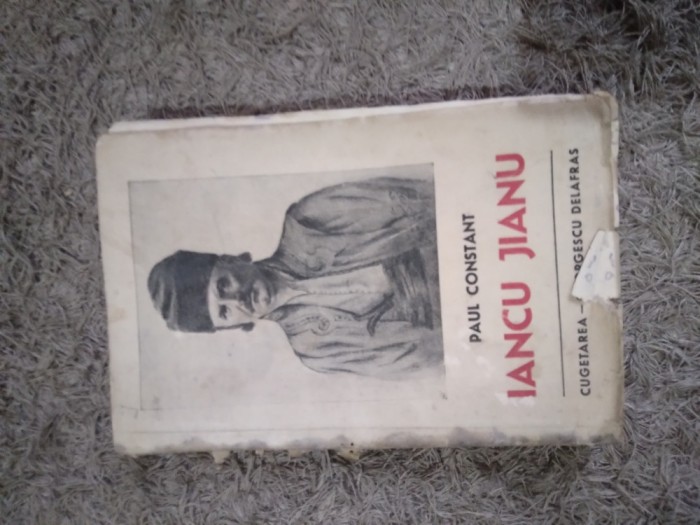 PAUL CONSTANT
IANCU JIANU
CUGETAREA – DELAFRAS